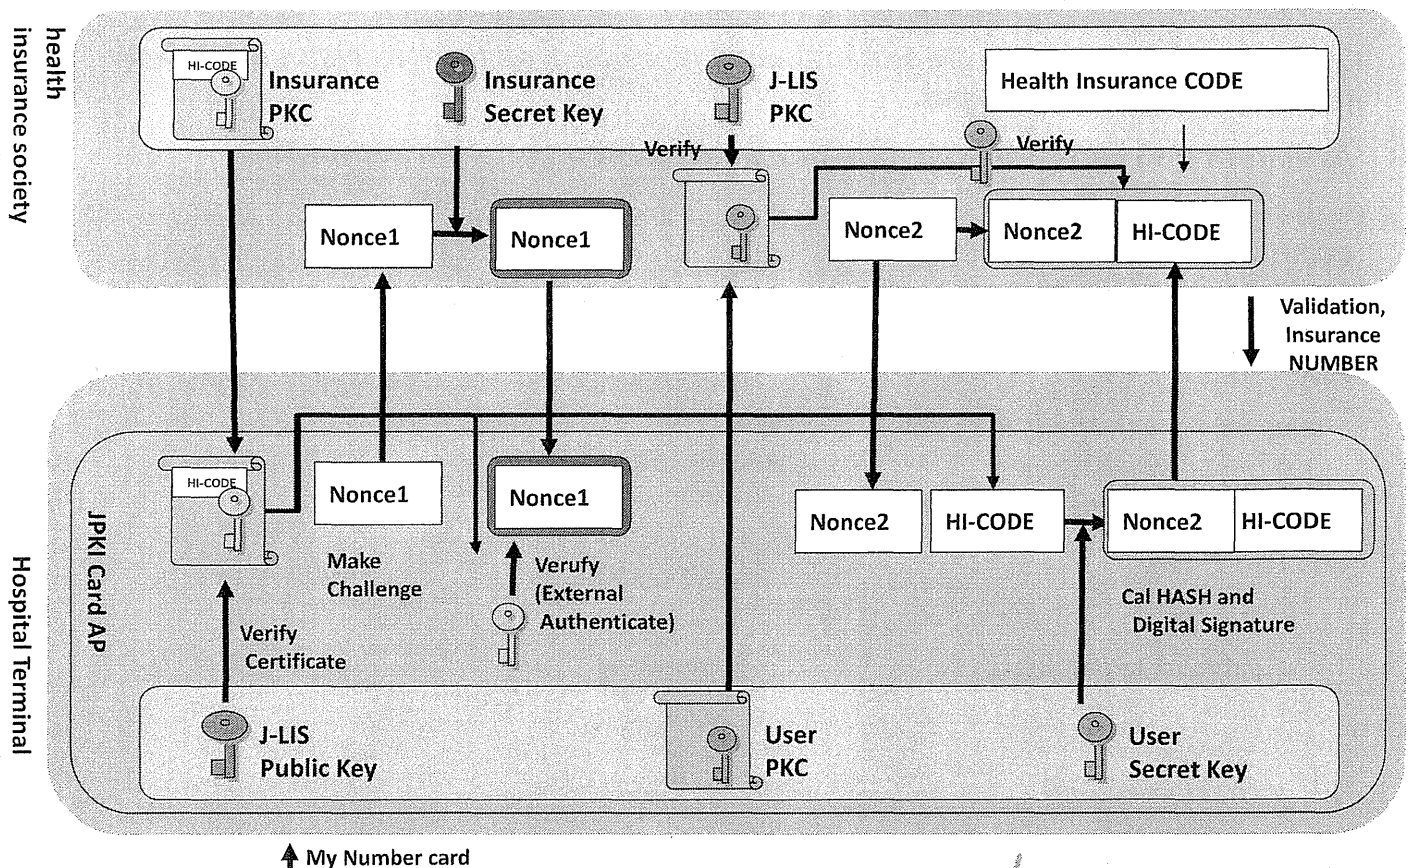 health
insurance society
HI-CODE
Insurance
PKC
Insurance
Secret Key
J-LIS
PKC
Health Insurance CODE
Verify
Verify
Nonce1
Nonce1
Nonce2
Nonce2
HI-CODE
Validation,
Insurance
NUMBER
Hospital Terminal
JPKI Card AP
HI-CODE
Nonce1
Nonce1
Nonce2
HI-CODE
Nonce2
HI-CODE
Make
Challenge
Verufy
(External
Authenticate)
Cal HASH and
Digital Signature
Verify
Certificate
J-LIS
Public Key
User
PKC
User
Secret Key
My Number card